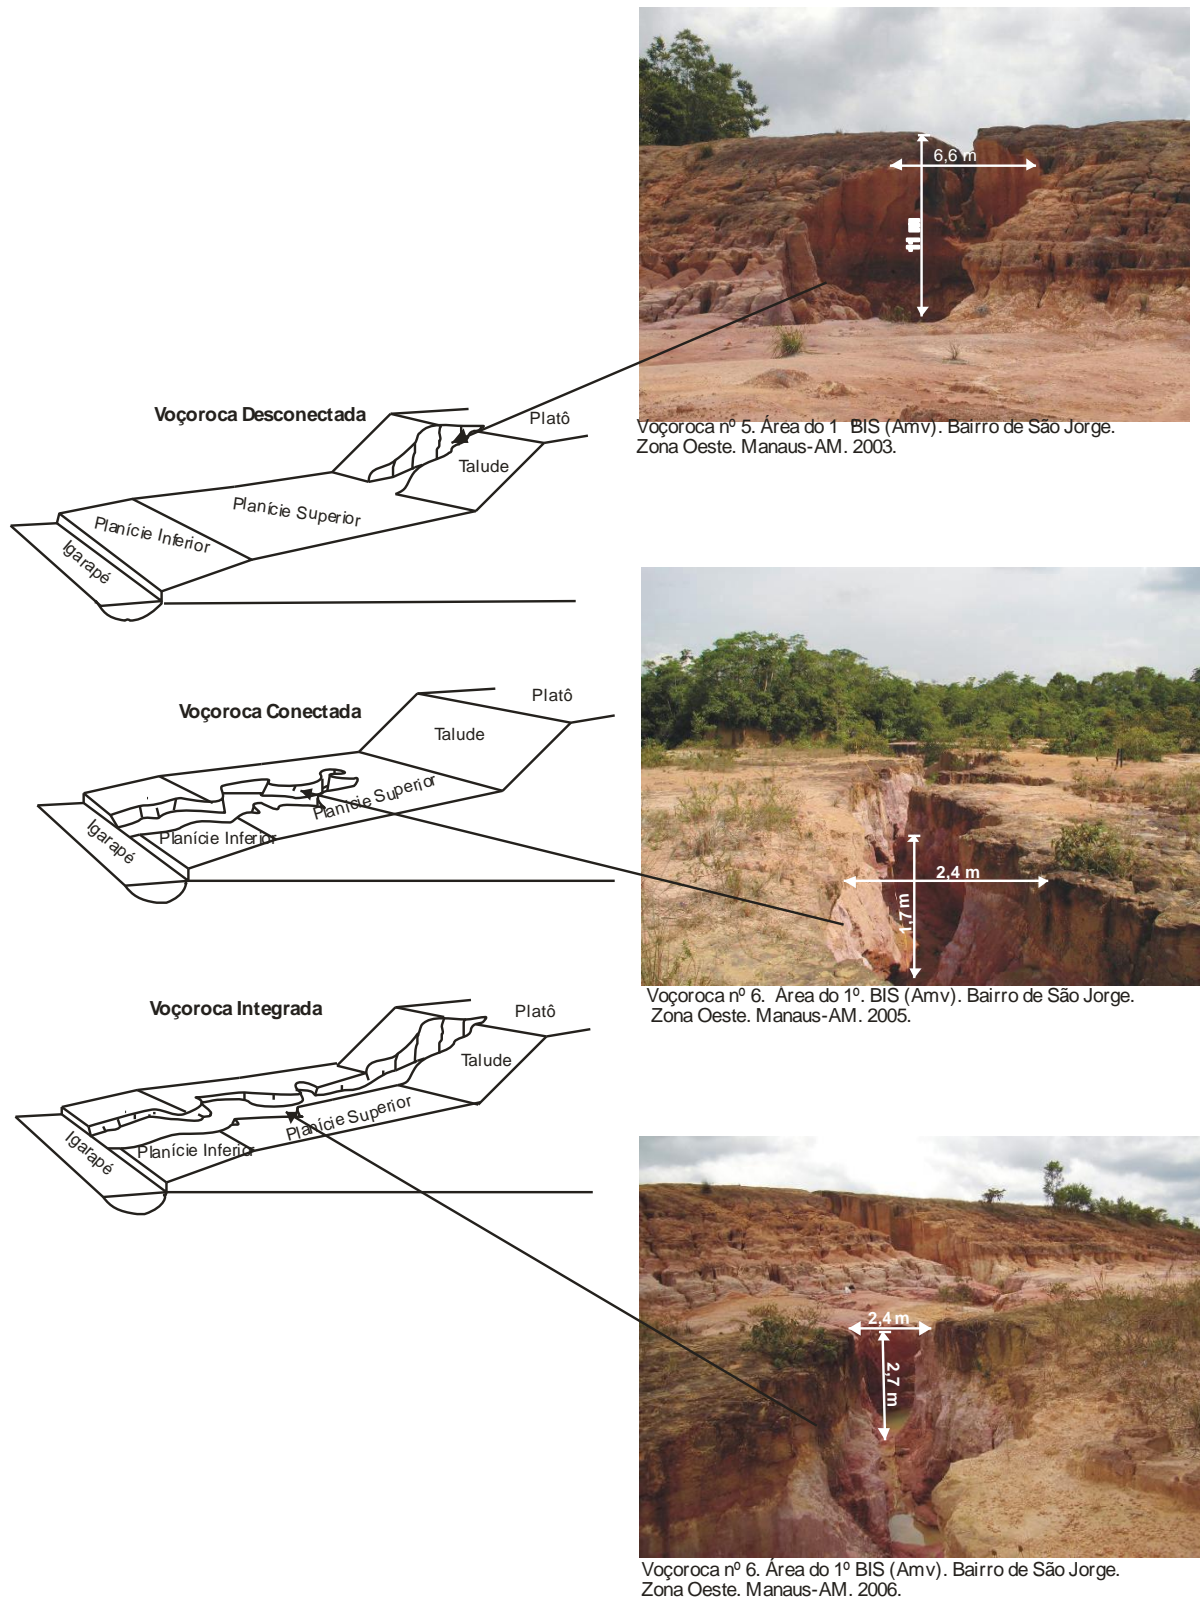 6,6 m
11
Voçoroca Desconectada
Platô
Talude
Planície Superior
Planície Inferior
Igarapé
Voçoroca nº 5. Área do 1 BIS (Amv). Bairro de São Jorge.
Zona Oeste. Manaus-AM. 2003.
Voçoroca Conectada
Platô
Talude
Planície Superior
Planície Inferior
Igarapé
2,4 m
1,7 m
Voçoroca nº 6. Área do 1º. BIS (Amv). Bairro de São Jorge.
Zona Oeste. Manaus-AM. 2005.
Voçoroca Integrada
Platô
Talude
Planície Superior
Planície Inferior
Igarapé
2,4 m
2,7 m
Voçoroca nº 6. Área do 1º BIS (Amv). Bairro de São Jorge.
Zona Oeste. Manaus-AM. 2006.